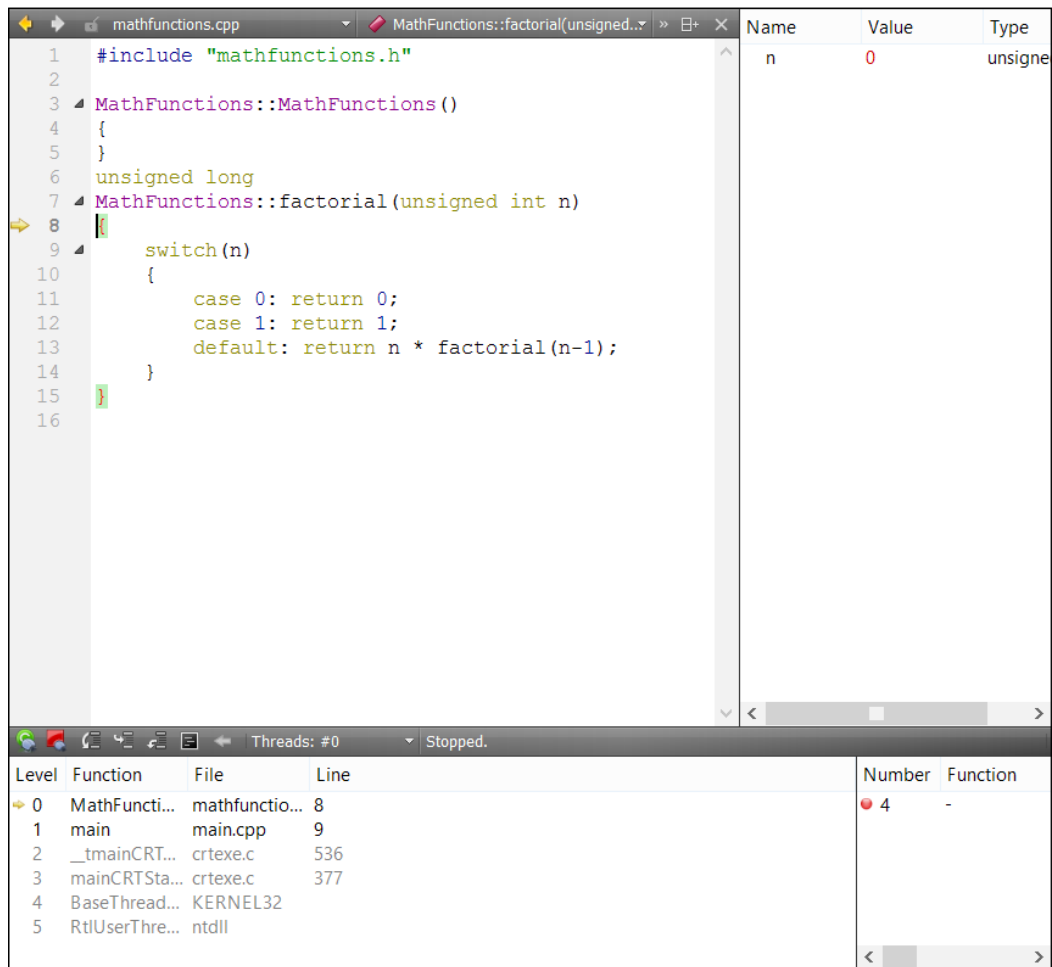 mathfunctions.cpp MathFunctions::factorial(unsigned... »
Name Value Type
n 0 unsigne
1 #include "mathfunctions.h"
2
3 MathFunctions::MathFunctions()
4 {
5 }
6 unsigned long
7 MathFunctions::factorial(unsigned int n)
8 {
9 switch(n)
10 {
11 case 0: return 0;
12 case 1: return 1;
13 default: return n * factorial(n-1);
14 }
15 }
16
Threads: #0 Stopped.
Level Function File Line
0 MathFuncti... mathfunctio... 8
1 main main.cpp 9
2 __tmainCRT... crtexe.c 536
3 mainCRTSta... crtexe.c 377
4 BaseThread... KERNEL32
5 RtlUserThre... ntdll
Number Function
4 -